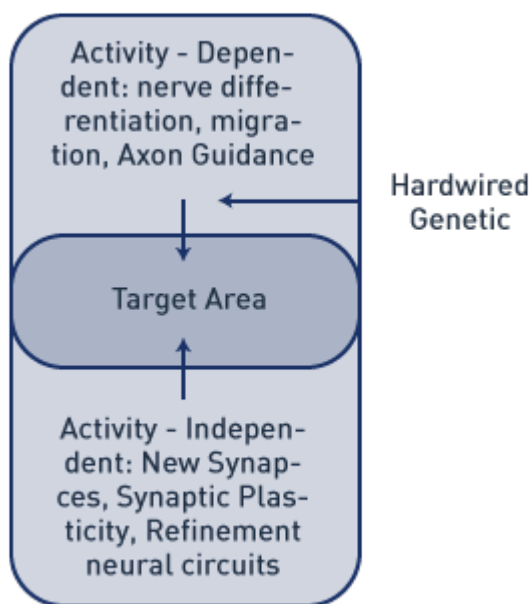 Activity - Depen-
dent: nerve diffe-
rentiation, migra-
tion, Axon Guidance
Hardwired
Genetic
Target Area
Activity - Indepen-
dent: New Synap-
ces, Synaptic Plas-
ticity, Refinement
neural circuits